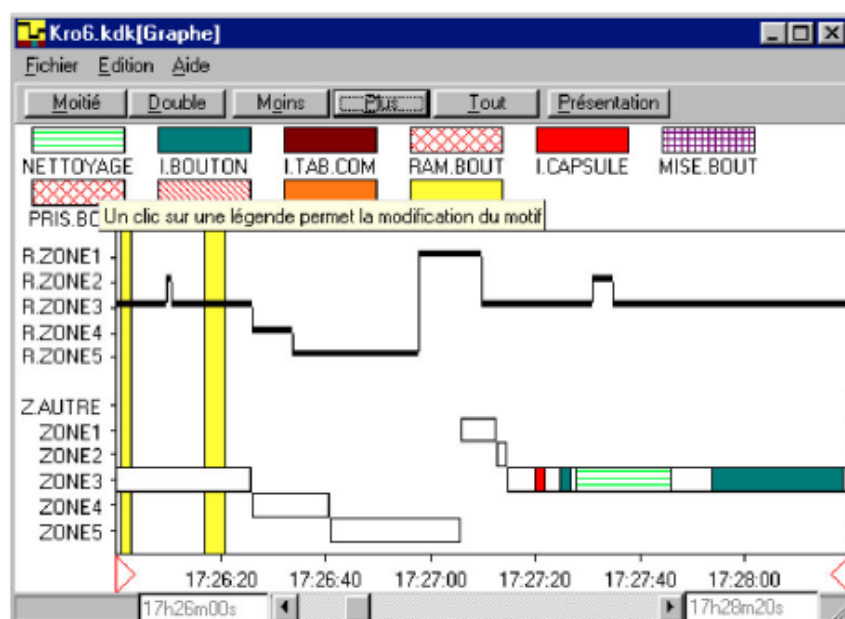 Kro6.kdk[Graphe]
Fichier Edition Aide
Moitié Double Moins Plus Tout Présentation
NETTOYAGE I.BOUTON I.TAB.COM RAM.BOUT I.CAPSULE MISE.BOUT
PRIS.BO
Un clic sur une légende permet la modification du motif
R.ZONE1
R.ZONE2
R.ZONE3
R.ZONE4
R.ZONE5
Z.AUTRE
ZONE1
ZONE2
ZONE3
ZONE4
ZONE5
17:26:20 17:26:40 17:27:00 17:27:20 17:27:40 17:28:00
17h26m00s 17h28m20s